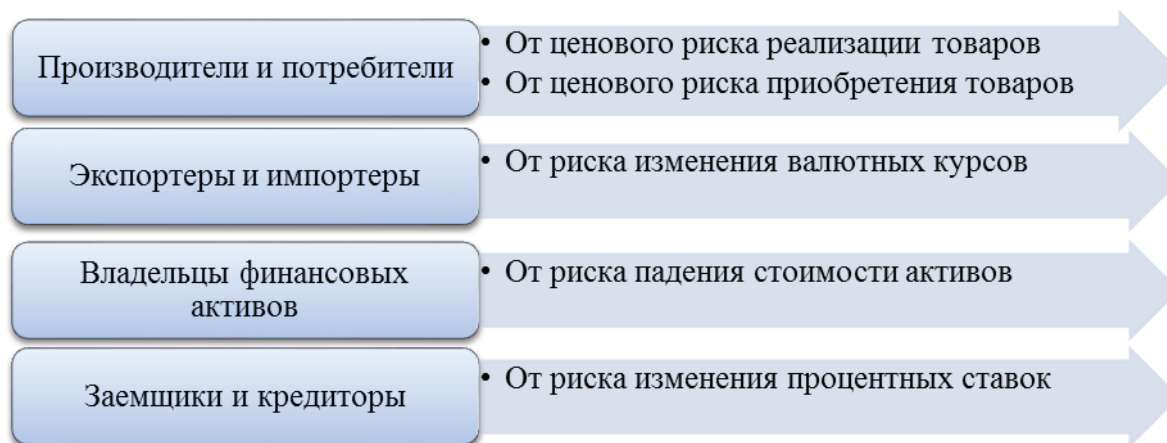 Производители и потребители
• От ценового риска реализации товаров
• От ценового риска приобретения товаров
Экспортеры и импортеры
• От риска изменения валютных курсов
Владельцы финансовых
активов
• От риска падения стоимости активов
Заемщики и кредиторы
• От риска изменения процентных ставок